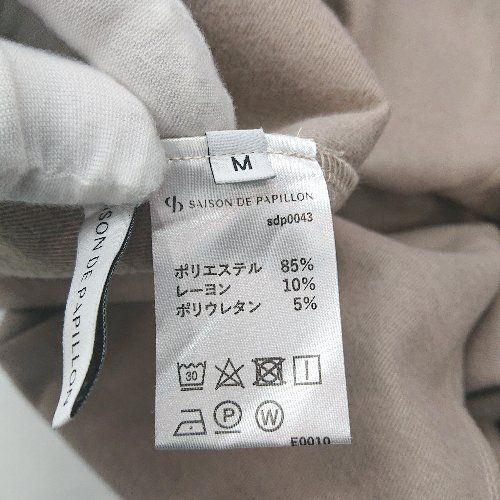 M
SAISON DE PAPILLON
sdp0043
ポリエステル 85%
レーヨン 10%
ポリウレタン 5%
30
P W
E0010
SAISON DE PAPILLON